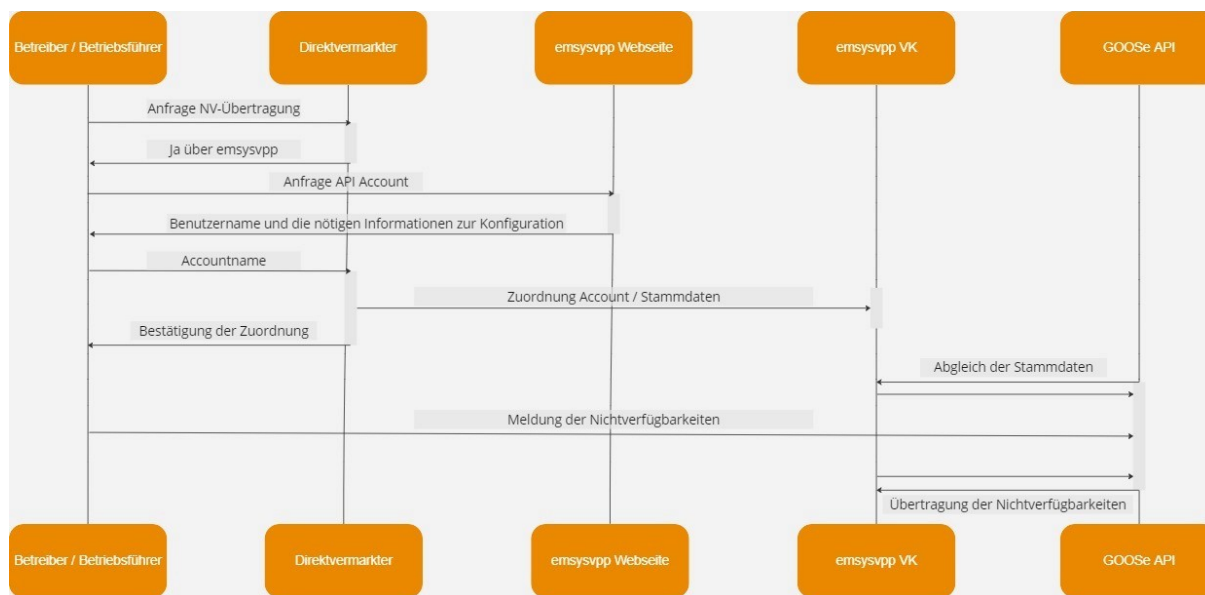 Betreiber / Betriebsführer
Direktvermarkter
emsysvpp Webseite
emsysvpp VK
GOOSe API
Anfrage NV-Übertragung
Ja über emsysvpp
Anfrage API Account
Benutzername und die nötigen Informationen zur Konfiguration
Accountname
Zuordnung Account / Stammdaten
Bestätigung der Zuordnung
Abgleich der Stammdaten
Meldung der Nichtverfügbarkeiten
Übertragung der Nichtverfügbarkeiten
Betreiber / Betriebsführer
Direktvermarkter
emsysvpp Webseite
emsysvpp VK
GOOSe API